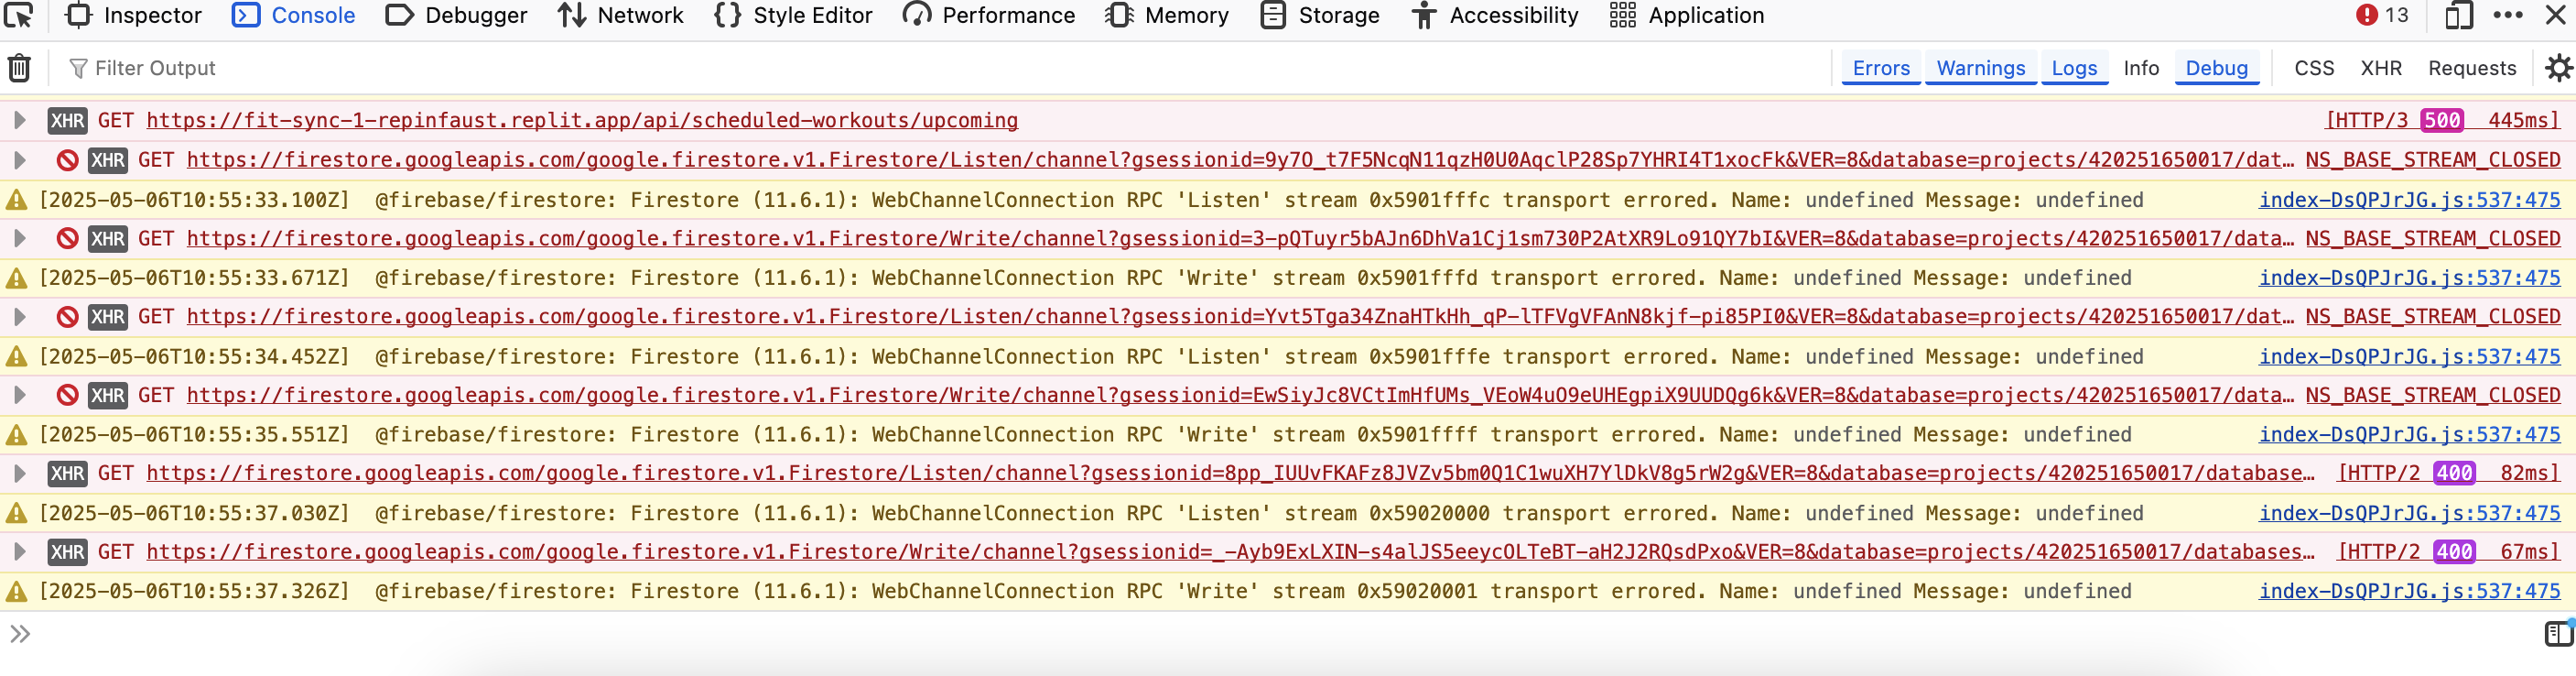 Inspector Console Debugger Network Style Editor Performance Memory Storage Accessibility Application 13
Filter Output Errors Warnings Logs Info Debug CSS XHR Requests
XHR GET https://fit-sync-1-repinfaust.replit.app/api/scheduled-workouts/upcoming [HTTP/3 500 445ms]
XHR GET https://firestore.googleapis.com/google.firestore.v1.Firestore/Listen/channel?gsessionid=9y7O_t7F5NcqN11qzH0U0AqclP28Sp7YHRI4T1xocFk&VER=8&database=projects/420251650017/dat… NS_BASE_STREAM_CLOSED
[2025-05-06T10:55:33.100Z] @firebase/firestore: Firestore (11.6.1): WebChannelConnection RPC 'Listen' stream 0x5901fffc transport errored. Name: undefined Message: undefined index-DsQPJrJG.js:537:475
XHR GET https://firestore.googleapis.com/google.firestore.v1.Firestore/Write/channel?gsessionid=3-pQTuyr5bAJn6DhVa1Cj1sm730P2AtXR9Lo91QY7bI&VER=8&database=projects/420251650017/data… NS_BASE_STREAM_CLOSED
[2025-05-06T10:55:33.671Z] @firebase/firestore: Firestore (11.6.1): WebChannelConnection RPC 'Write' stream 0x5901fffd transport errored. Name: undefined Message: undefined index-DsQPJrJG.js:537:475
XHR GET https://firestore.googleapis.com/google.firestore.v1.Firestore/Listen/channel?gsessionid=Yvt5Tga34ZnaHTkHh_qP-lTFVgVFAnN8kjf-pi85PI0&VER=8&database=projects/420251650017/dat… NS_BASE_STREAM_CLOSED
[2025-05-06T10:55:34.452Z] @firebase/firestore: Firestore (11.6.1): WebChannelConnection RPC 'Listen' stream 0x5901fffe transport errored. Name: undefined Message: undefined index-DsQPJrJG.js:537:475
XHR GET https://firestore.googleapis.com/google.firestore.v1.Firestore/Write/channel?gsessionid=EwSiyJc8VCtImHfUMs_VEoW4uO9eUHEgpiX9UUDQg6k&VER=8&database=projects/420251650017/data… NS_BASE_STREAM_CLOSED
[2025-05-06T10:55:35.551Z] @firebase/firestore: Firestore (11.6.1): WebChannelConnection RPC 'Write' stream 0x5901ffff transport errored. Name: undefined Message: undefined index-DsQPJrJG.js:537:475
XHR GET https://firestore.googleapis.com/google.firestore.v1.Firestore/Listen/channel?gsessionid=8pp_IUUvFKAFz8JVZv5bm0Q1C1wuXH7YlDkV8g5rW2g&VER=8&database=projects/420251650017/database… [HTTP/2 400 82ms]
[2025-05-06T10:55:37.030Z] @firebase/firestore: Firestore (11.6.1): WebChannelConnection RPC 'Listen' stream 0x59020000 transport errored. Name: undefined Message: undefined index-DsQPJrJG.js:537:475
XHR GET https://firestore.googleapis.com/google.firestore.v1.Firestore/Write/channel?gsessionid=_-Ayb9ExLXIN-s4alJS5eeycOLTeBT-aH2J2RQsdPxo&VER=8&database=projects/420251650017/databases… [HTTP/2 400 67ms]
[2025-05-06T10:55:37.326Z] @firebase/firestore: Firestore (11.6.1): WebChannelConnection RPC 'Write' stream 0x59020001 transport errored. Name: undefined Message: undefined index-DsQPJrJG.js:537:475